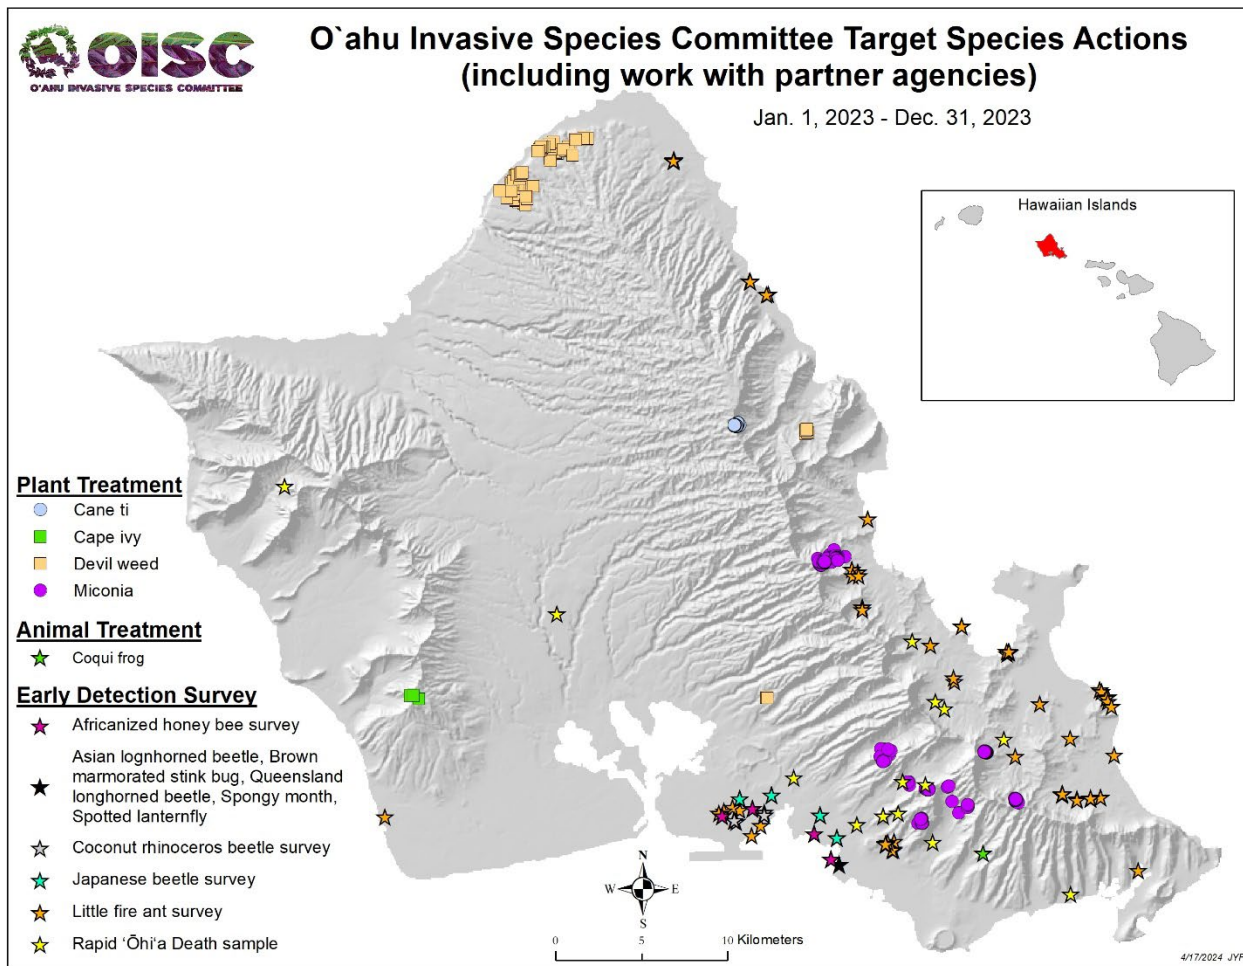 OISC
O'AHU INVASIVE SPECIES COMMITTEE
O`ahu Invasive Species Committee Target Species Actions
(including work with partner agencies)
Jan. 1, 2023 - Dec. 31, 2023
Hawaiian Islands
Plant Treatment
Cane ti
Cape ivy
Devil weed
Miconia
Animal Treatment
Coqui frog
Early Detection Survey
Africanized honey bee survey
Asian lognhorned beetle, Brown
marmorated stink bug, Queensland
longhorned beetle, Spongy month,
Spotted lanternfly
Coconut rhinoceros beetle survey
Japanese beetle survey
Little fire ant survey
Rapid ʻŌhiʻa Death sample
N
W E
S
0 5 10 Kilometers
4/17/2024 JYF